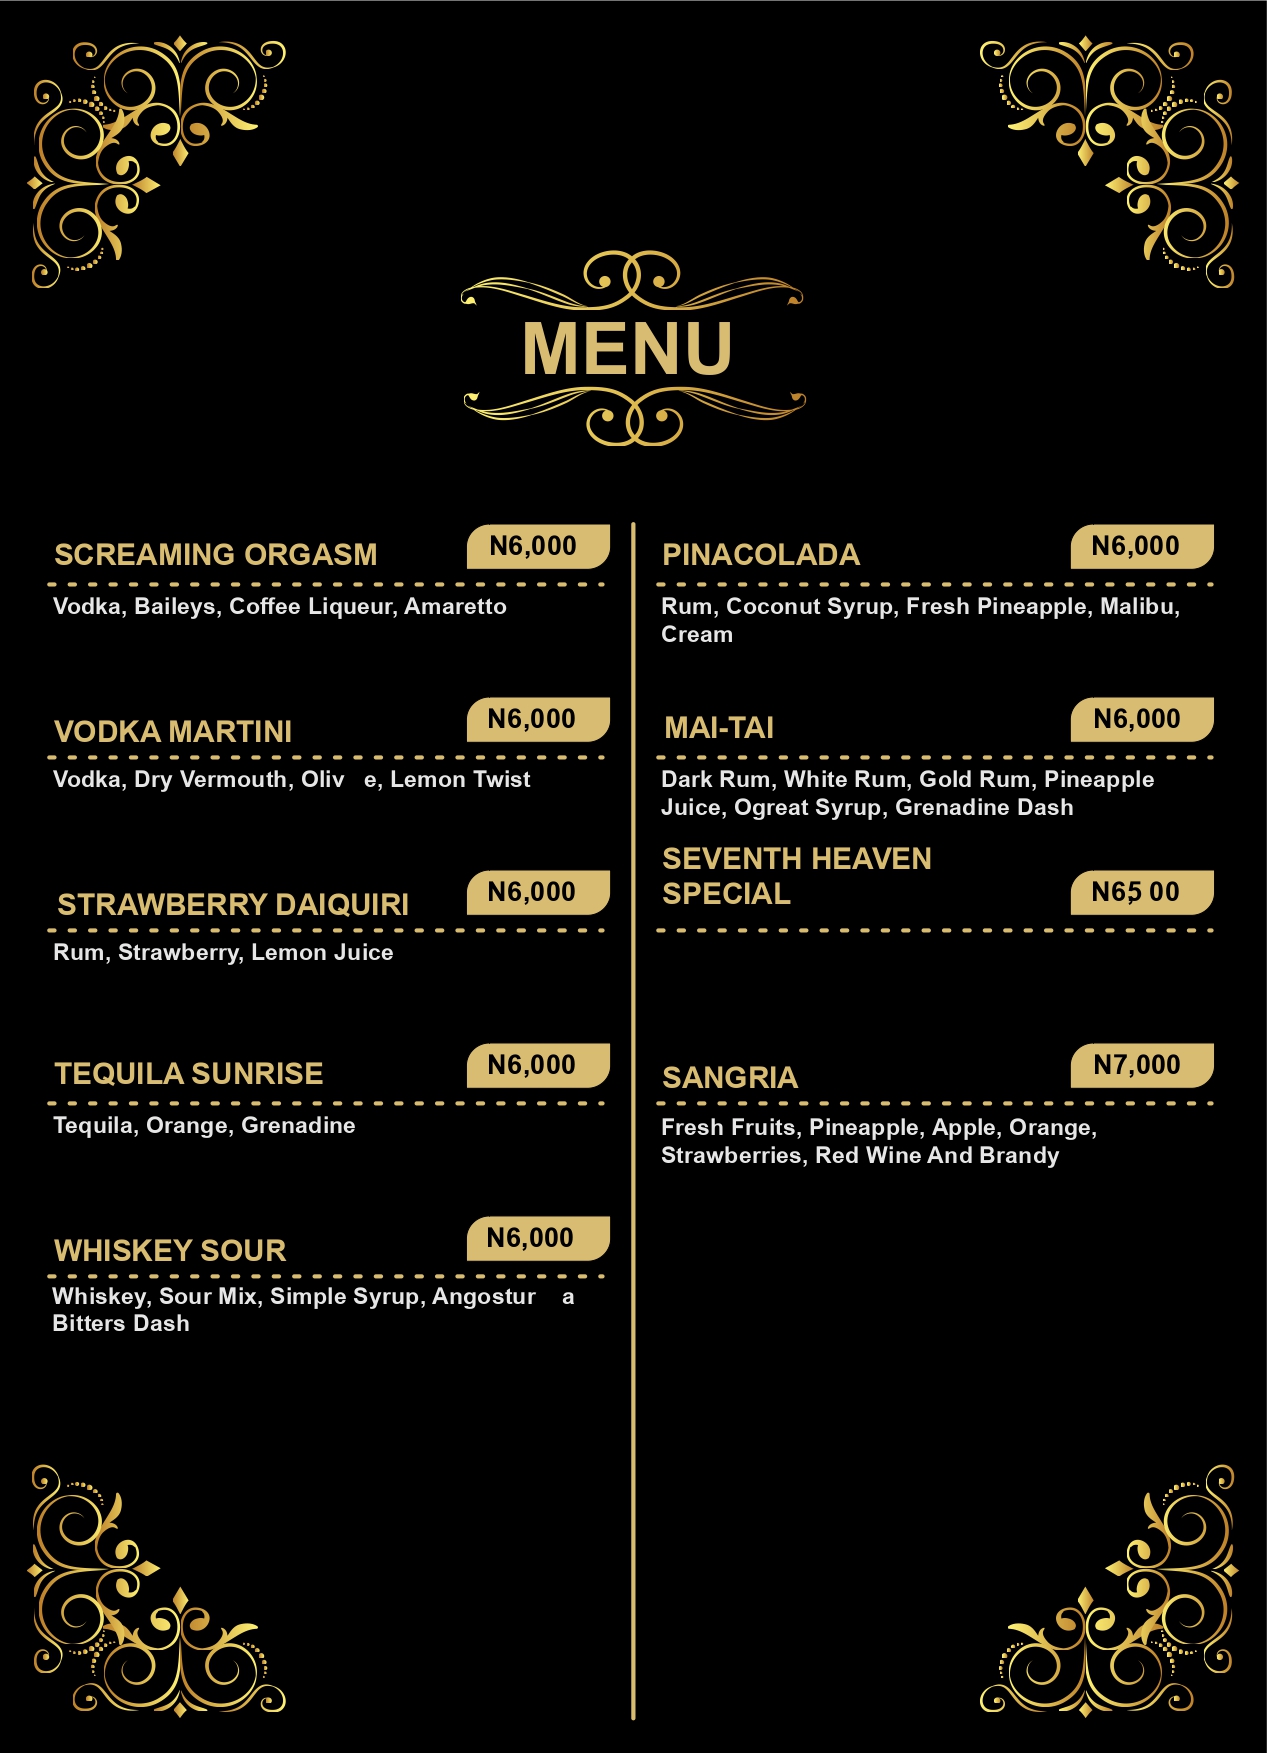 MENU
SCREAMING ORGASM
N6,000
Vodka, Baileys, Coffee Liqueur, Amaretto
VODKA MARTINI
N6,000
Vodka, Dry Vermouth, Oliv e, Lemon Twist
STRAWBERRY DAIQUIRI
N6,000
Rum, Strawberry, Lemon Juice
TEQUILA SUNRISE
N6,000
Tequila, Orange, Grenadine
WHISKEY SOUR
N6,000
Whiskey, Sour Mix, Simple Syrup, Angostur a
Bitters Dash
PINACOLADA
N6,000
Rum, Coconut Syrup, Fresh Pineapple, Malibu,
Cream
MAI-TAI
N6,000
Dark Rum, White Rum, Gold Rum, Pineapple
Juice, Ogreat Syrup, Grenadine Dash
SEVENTH HEAVEN
SPECIAL
N6,500
SANGRIA
N7,000
Fresh Fruits, Pineapple, Apple, Orange,
Strawberries, Red Wine And Brandy